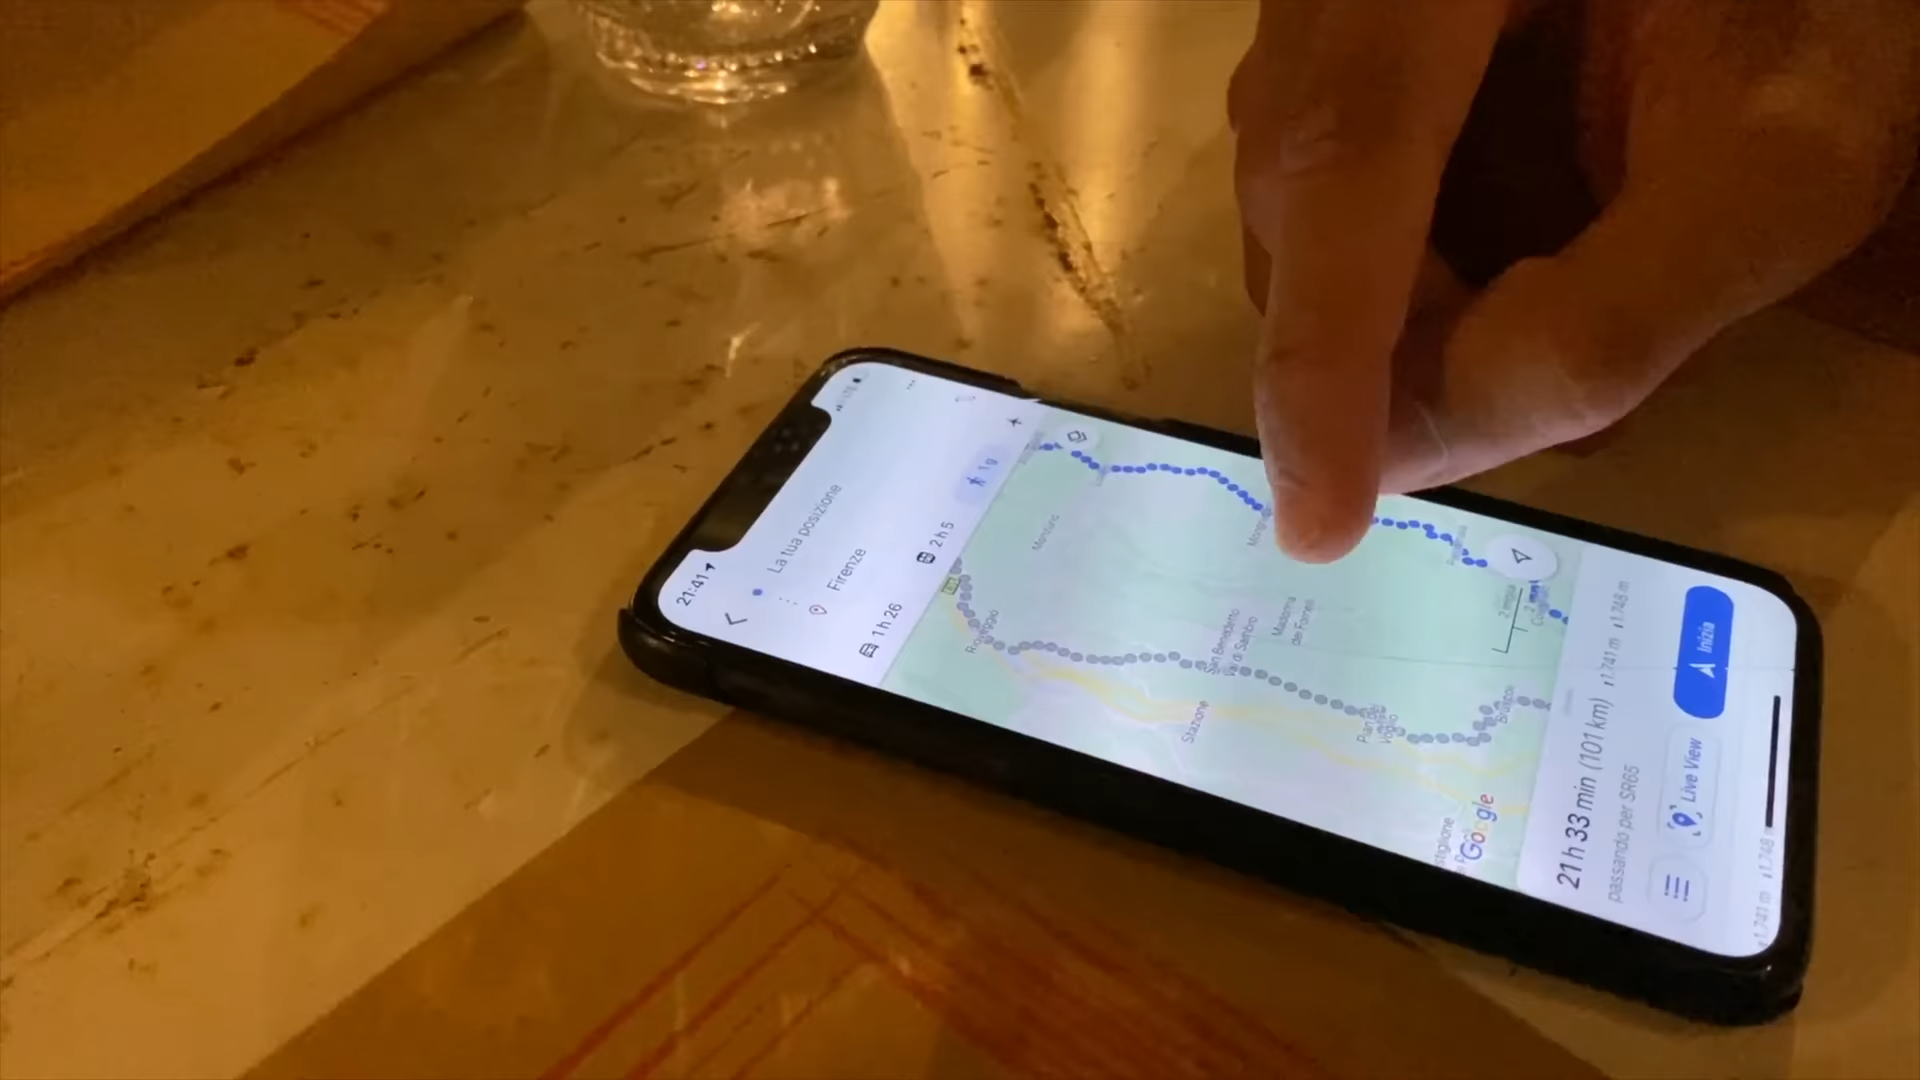 21:41
La tua posizione
Firenze
1 h 26
2 h 5
1 g
Rioveggio
San Benedetto
Val di Sambro
Madonna
dei Fornelli
Stazione
Pian del
Voglio
Google
21 h 33 min (101 km)
1.741 m
1.748 m
passando per SR65
Live View
Inizia